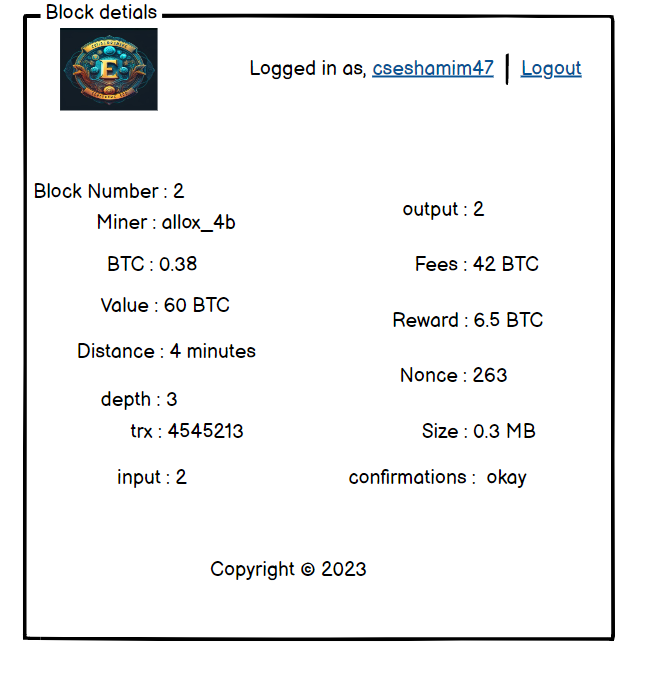 Block detials
E
Logged in as, cseshamim47 | Logout
Block Number : 2
Miner : allox_4b
BTC : 0.38
Value : 60 BTC
Distance : 4 minutes
depth : 3
trx : 4545213
input : 2
output : 2
Fees : 42 BTC
Reward : 6.5 BTC
Nonce : 263
Size : 0.3 MB
confirmations : okay
Copyright © 2023